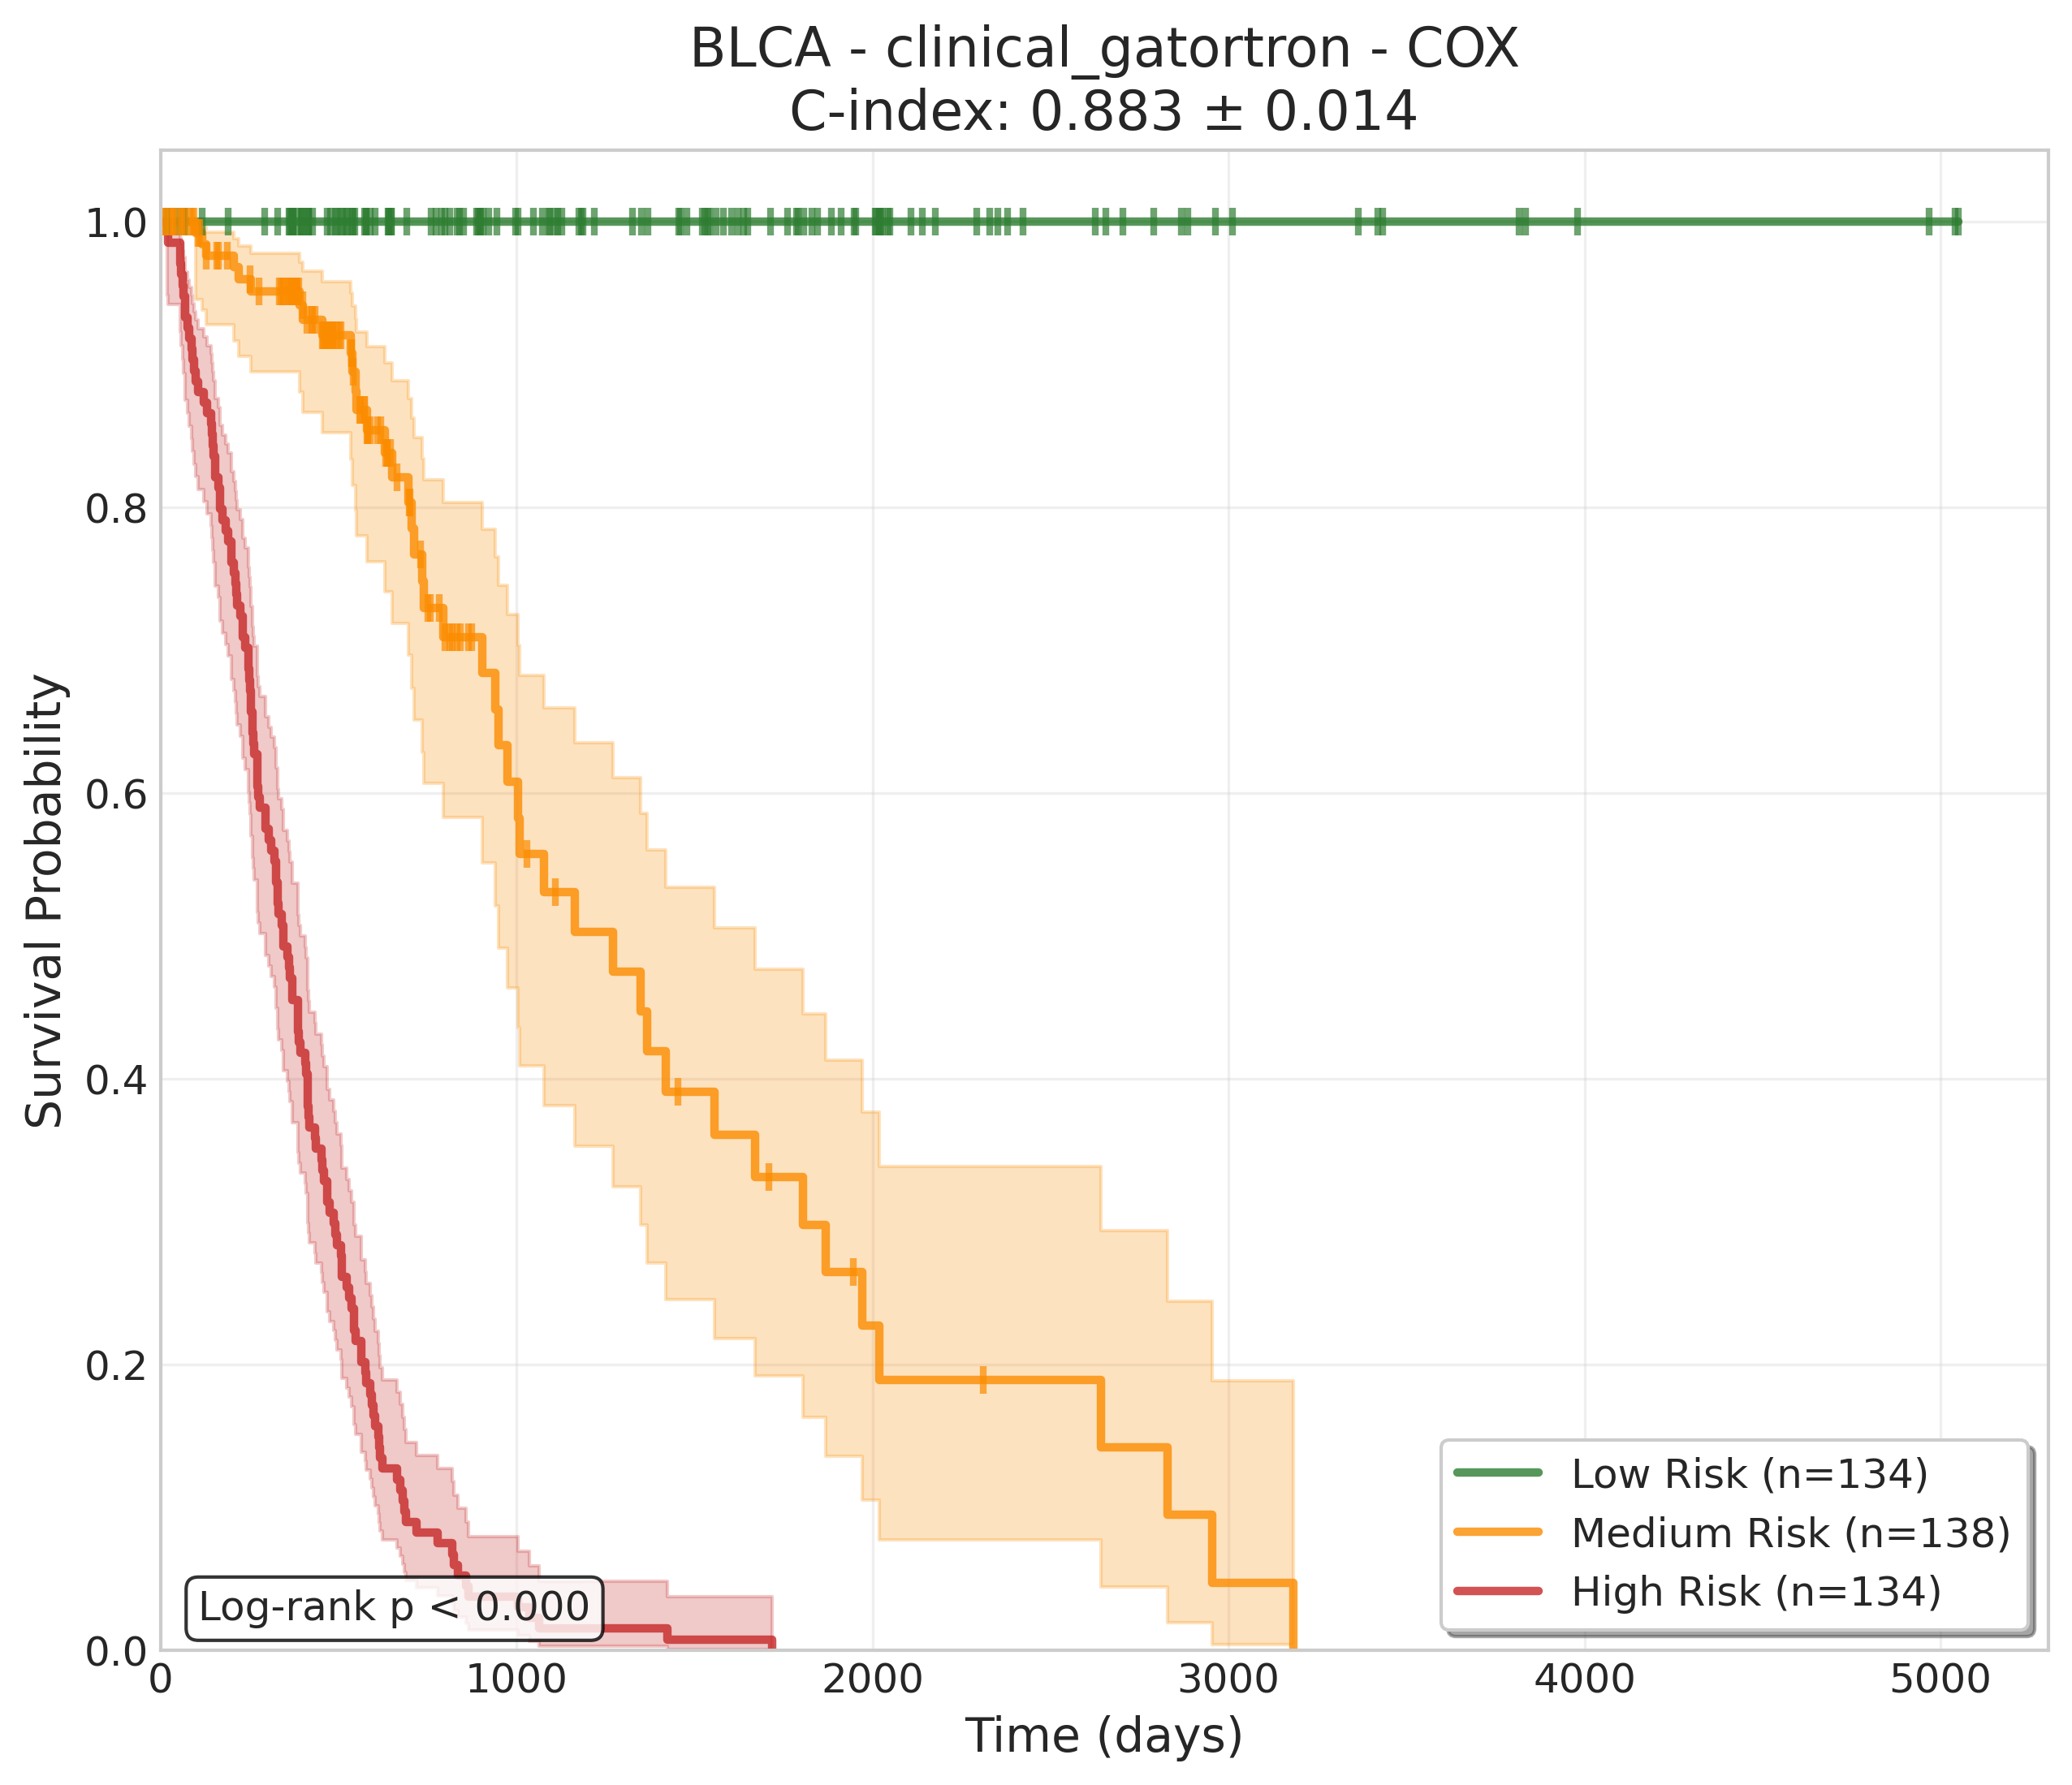 BLCA - clinical_gatortron - COX
C-index: 0.883 ± 0.014
Survival Probability
1.0
0.8
0.6
0.4
0.2
0.0
0 1000 2000 3000 4000 5000
Time (days)
Log-rank p < 0.000
Low Risk (n=134)
Medium Risk (n=138)
High Risk (n=134)